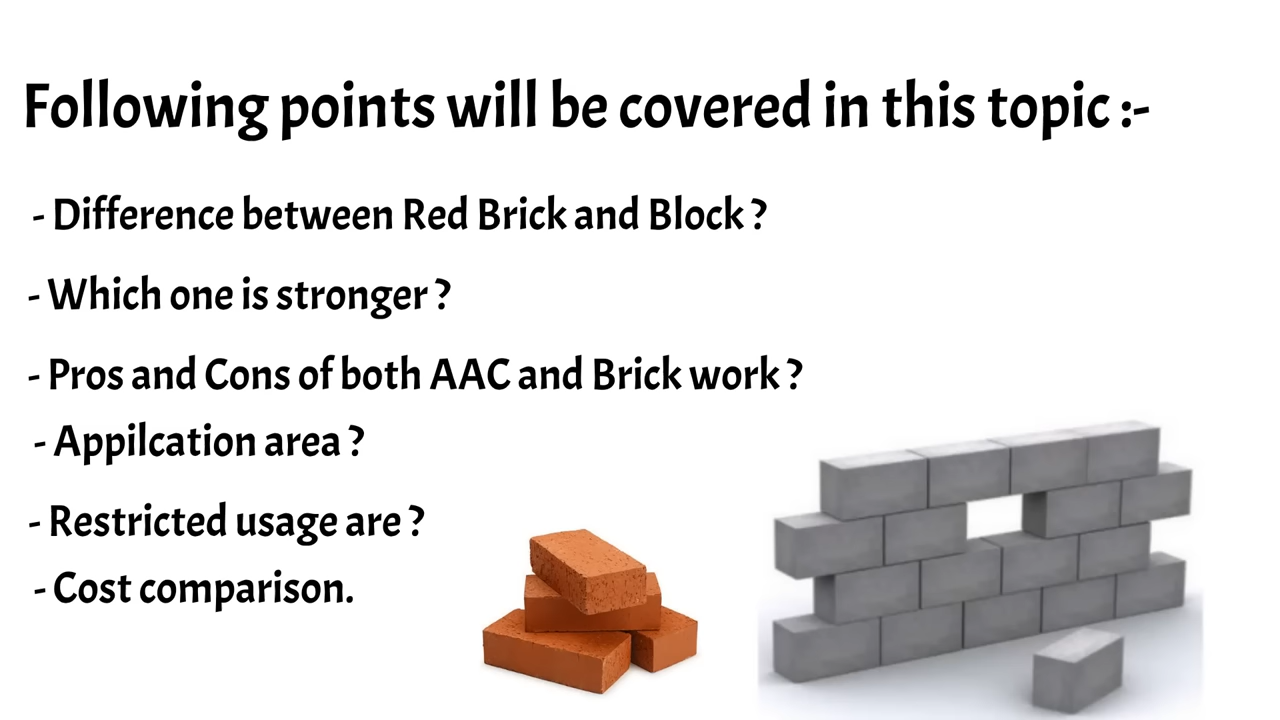 Following points will be covered in this topic :-
- Difference between Red Brick and Block ?
- Which one is stronger ?
- Pros and Cons of both AAC and Brick work ?
- Appilcation area ?
- Restricted usage are ?
- Cost comparison.